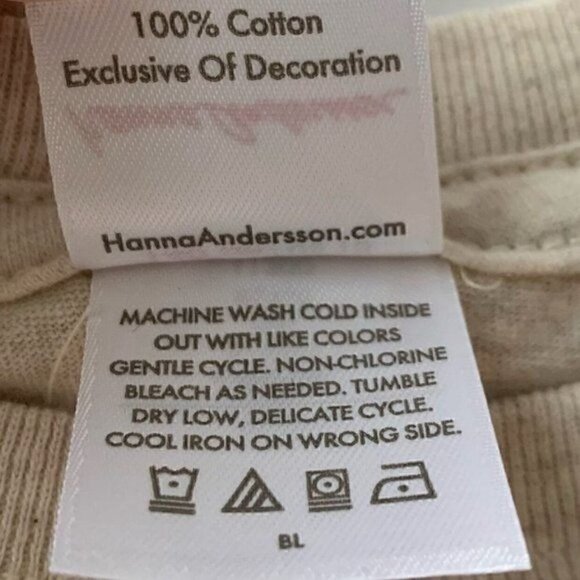 100% Cotton
Exclusive Of Decoration
HannaAndersson.com
MACHINE WASH COLD INSIDE
OUT WITH LIKE COLORS
GENTLE CYCLE. NON-CHLORINE
BLEACH AS NEEDED. TUMBLE
DRY LOW, DELICATE CYCLE.
COOL IRON ON WRONG SIDE.
BL